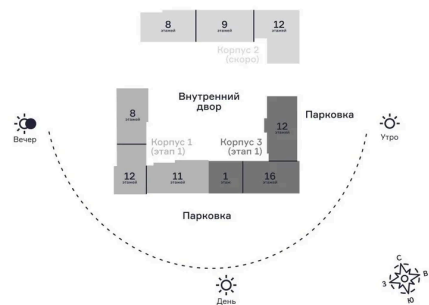 8
этажей
9
этажей
12
этажей
Корпус 2
(скоро)
Внутренний
двор
8
этажей
12
этажей
Парковка
Вечер
Утро
Корпус 1
(этап 1)
Корпус 3
(этап 1)
12
этажей
11
этажей
1
этаж
16
этажей
Парковка
День
С
В
З
Ю